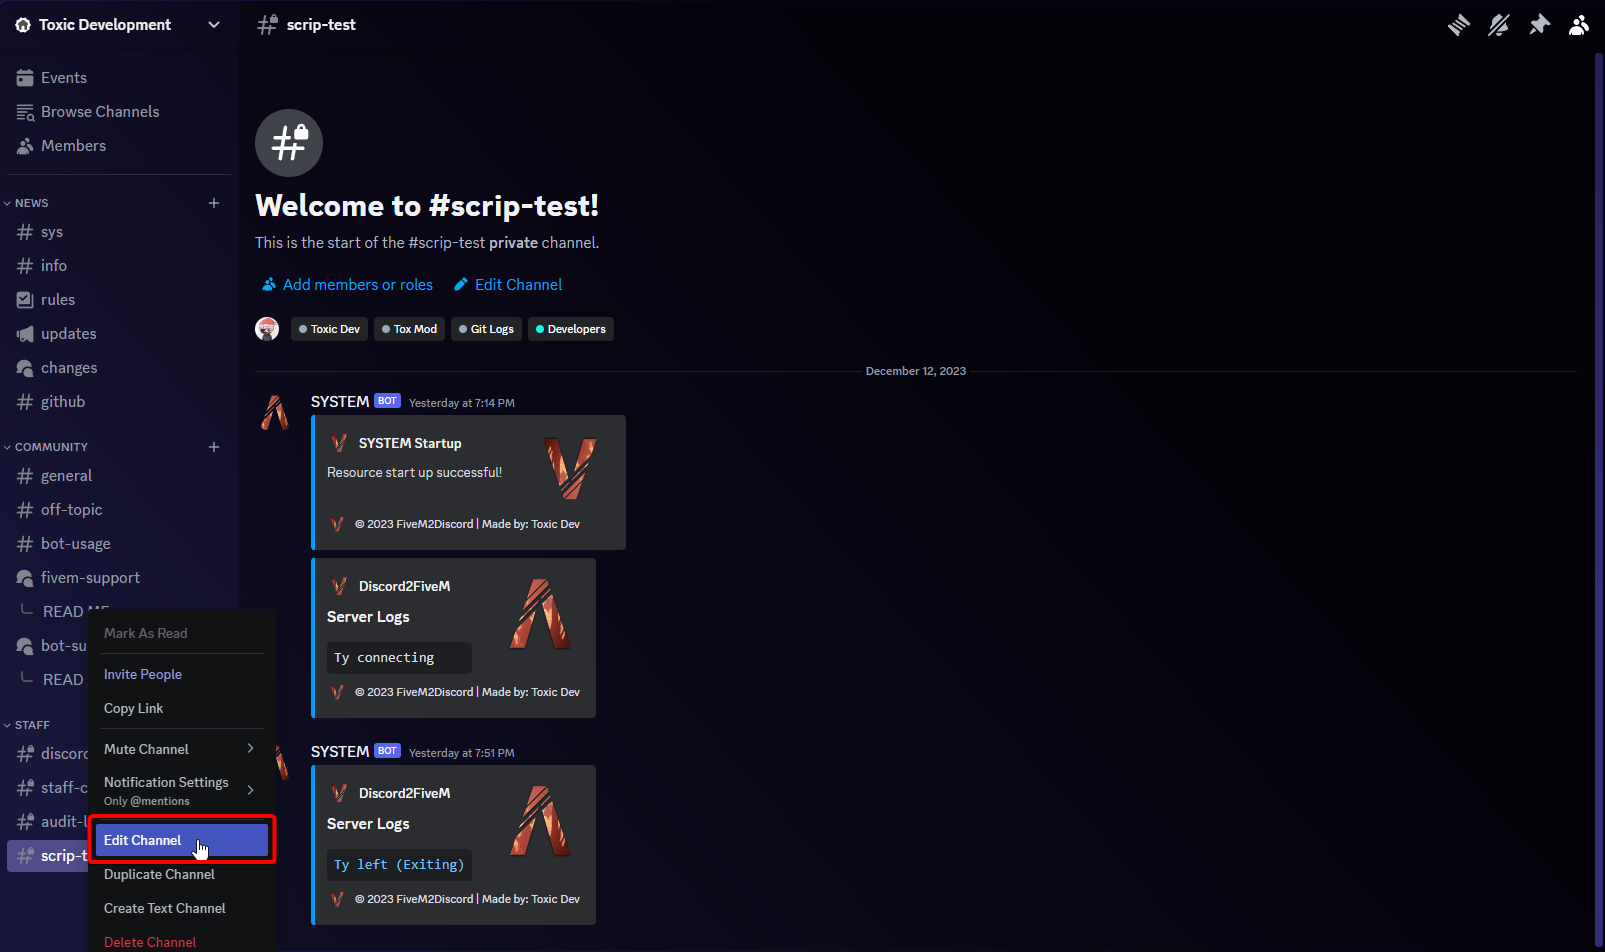 Toxic Development
scrip-test
Events
Browse Channels
Members
NEWS
sys
info
rules
updates
changes
github
COMMUNITY
general
off-topic
bot-usage
fivem-support
READ ME
bot-su
READ
STAFF
discord
staff-c
audit-l
scrip-t
Mark As Read
Invite People
Copy Link
Mute Channel
Notification Settings
Only @mentions
Edit Channel
Duplicate Channel
Create Text Channel
Delete Channel
Welcome to #scrip-test!
This is the start of the #scrip-test private channel.
Add members or roles Edit Channel
Toxic Dev Tox Mod Git Logs Developers
December 12, 2023
SYSTEM BOT Yesterday at 7:14 PM
SYSTEM Startup
Resource start up successful!
© 2023 FiveM2Discord | Made by: Toxic Dev
Discord2FiveM
Server Logs
Ty connecting
© 2023 FiveM2Discord | Made by: Toxic Dev
SYSTEM BOT Yesterday at 7:51 PM
Discord2FiveM
Server Logs
Ty left (Exiting)
© 2023 FiveM2Discord | Made by: Toxic Dev